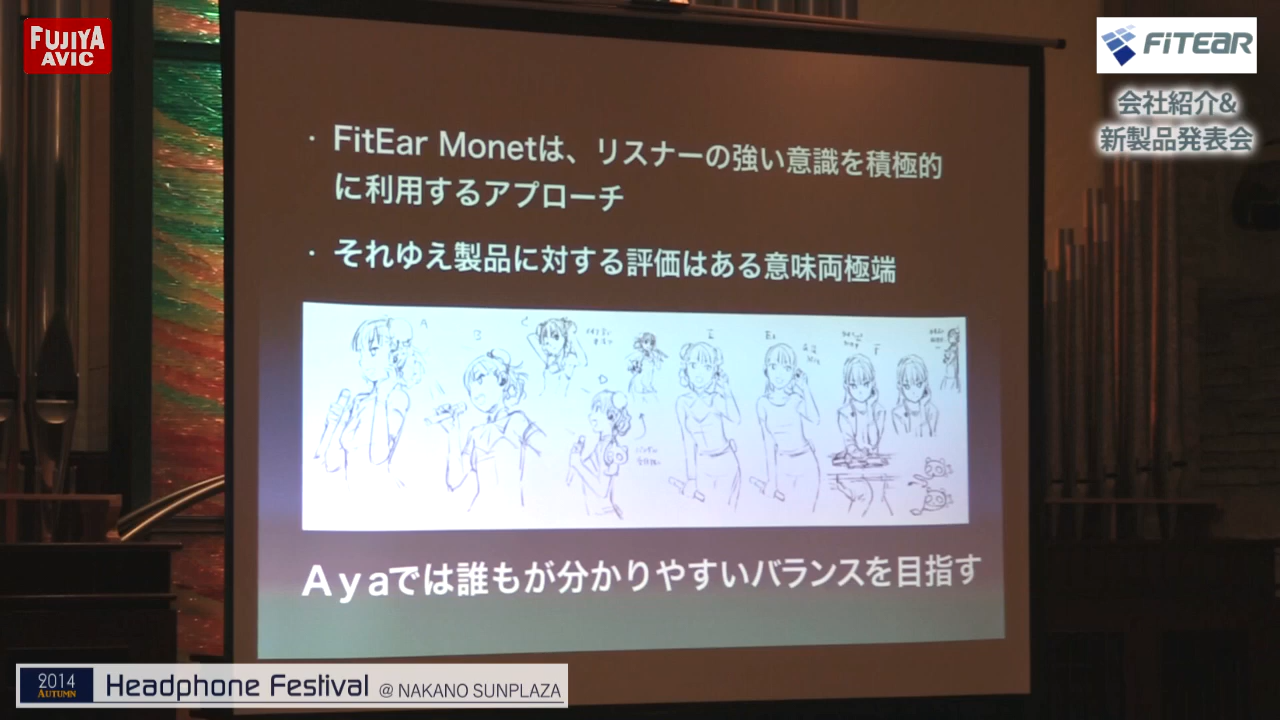 FUJIYA
AVIC
FITEAR
会社紹介&
新製品発表会
・FitEar Monetは、リスナーの強い意識を積極的
に利用するアプローチ
・それゆえ製品に対する評価はある意味両極端
Ayaでは誰もが分かりやすいバランスを目指す
2014
AUTUMN
Headphone Festival @ NAKANO SUNPLAZA